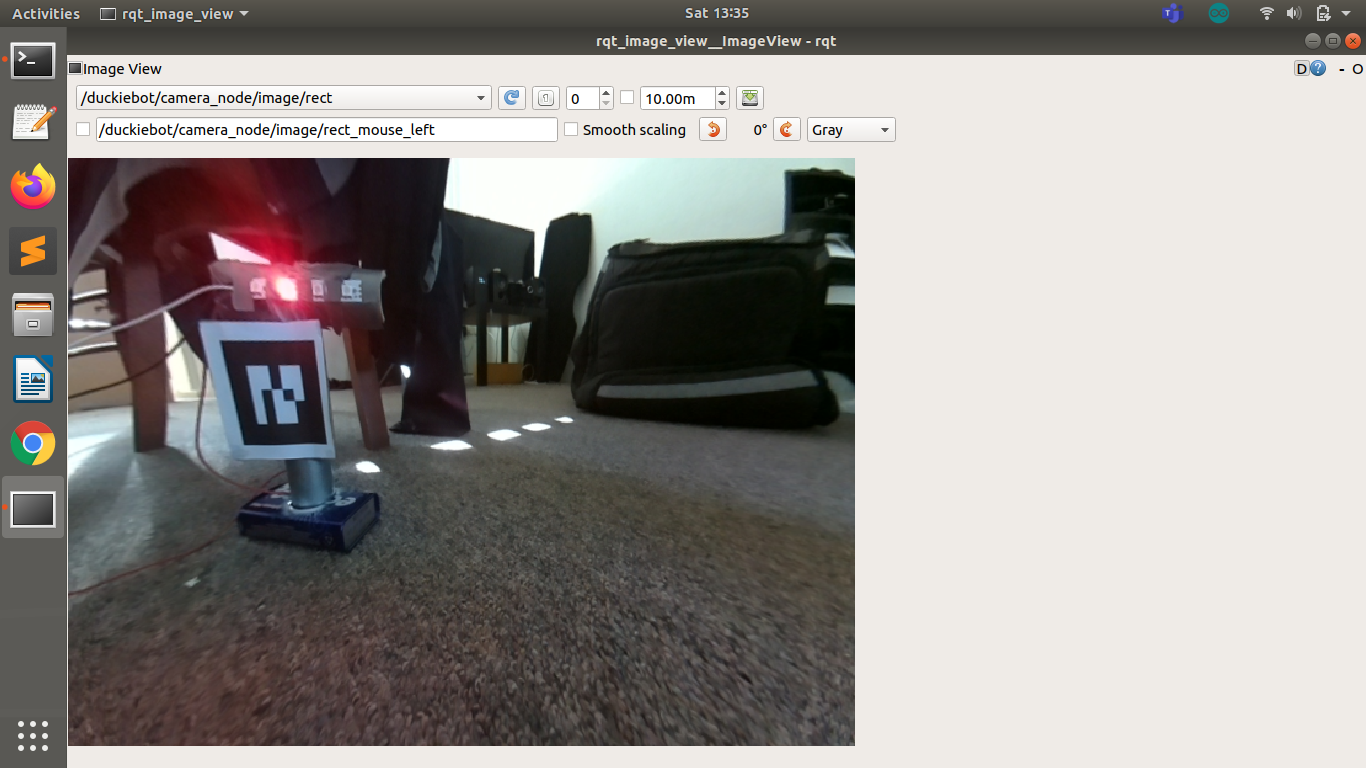 Activities rqt_image_view Sat 13:35
rqt_image_view__ImageView - rqt
Image View D ? - O
/duckiebot/camera_node/image/rect 0 10.00m
/duckiebot/camera_node/image/rect_mouse_left Smooth scaling 0° Gray